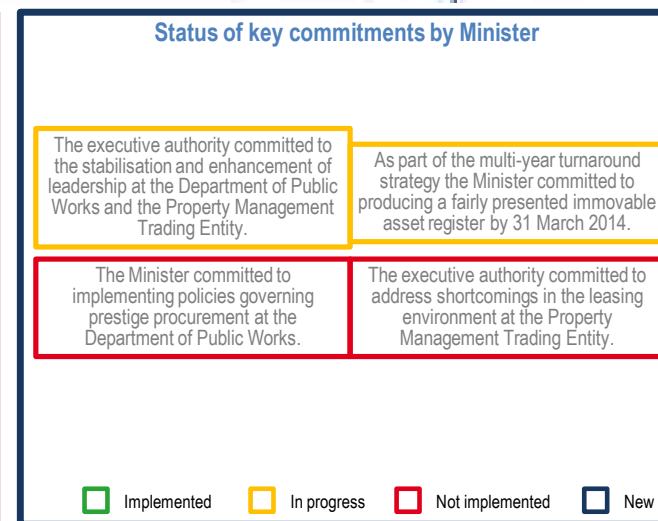 Status of key commitments by Minister
The executive authority committed to
the stabilisation and enhancement of
leadership at the Department of Public
Works and the Property Management
Trading Entity.
As part of the multi-year turnaround
strategy the Minister committed to
producing a fairly presented immovable
asset register by 31 March 2014.
The Minister committed to
implementing policies governing
prestige procurement at the
Department of Public Works.
The executive authority committed to
address shortcomings in the leasing
environment at the Property
Management Trading Entity.
Implemented
In progress
Not implemented
New